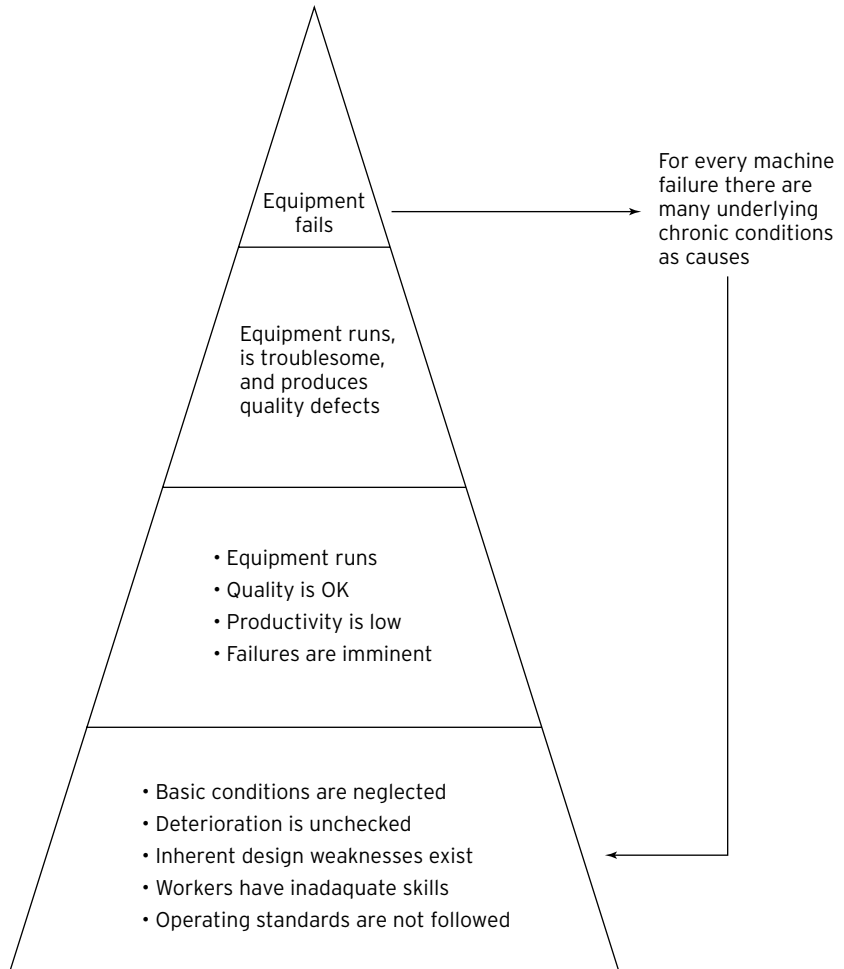 Equipment
fails
For every machine
failure there are
many underlying
chronic conditions
as causes
Equipment runs,
is troublesome,
and produces
quality defects
• Equipment runs
• Quality is OK
• Productivity is low
• Failures are imminent
• Basic conditions are neglected
• Deterioration is unchecked
• Inherent design weaknesses exist
• Workers have inadaquate skills
• Operating standards are not followed